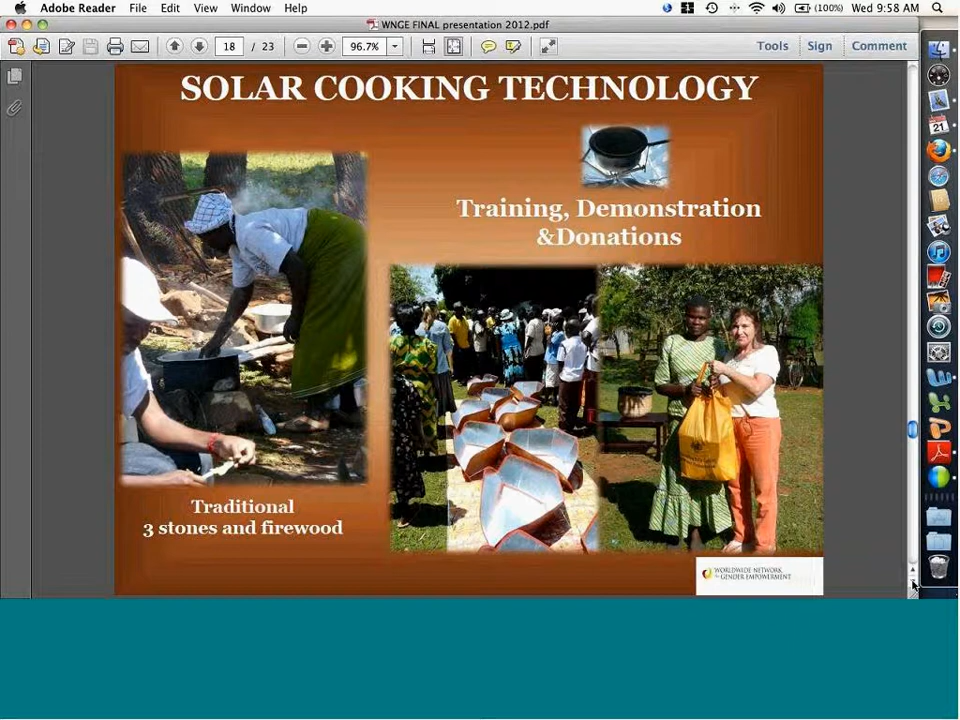 Adobe Reader File Edit View Window Help (100%) Wed 9:58 AM
WNGE FINAL presentation 2012.pdf
18 / 23 96.7% Tools Sign Comment
SOLAR COOKING TECHNOLOGY
Training, Demonstration
&Donations
Traditional
3 stones and firewood
WORLDWIDE NETWORK
for GENDER EMPOWERMENT
21